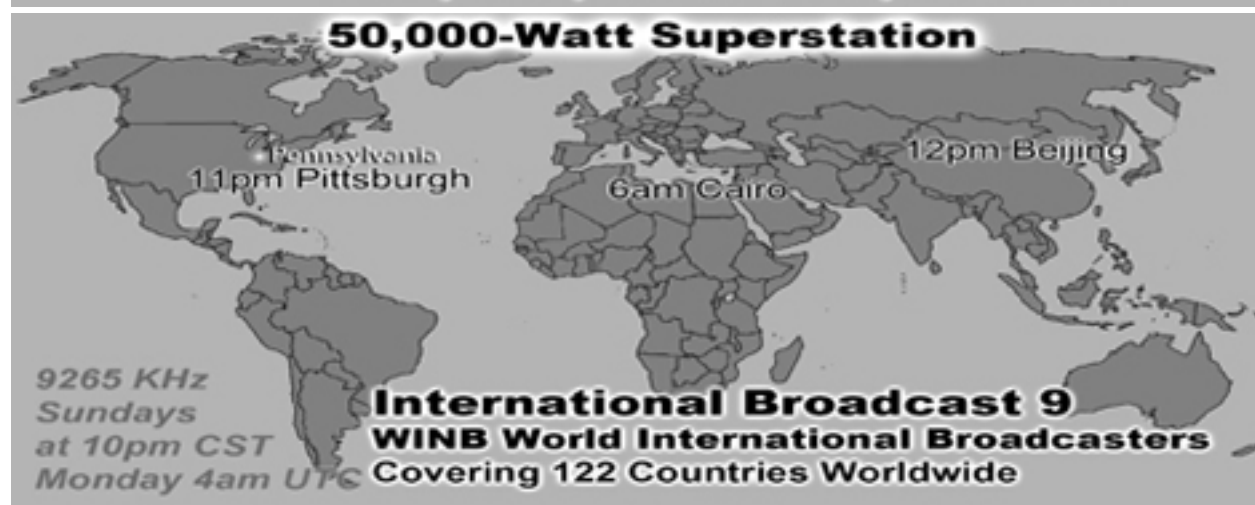 50,000-Watt Superstation
Pennsylvania
11pm Pittsburgh
6am Cairo
12pm Beijing
9265 KHz
Sundays
at 10pm CST
Monday 4am UTC
International Broadcast 9
WINB World International Broadcasters
Covering 122 Countries Worldwide